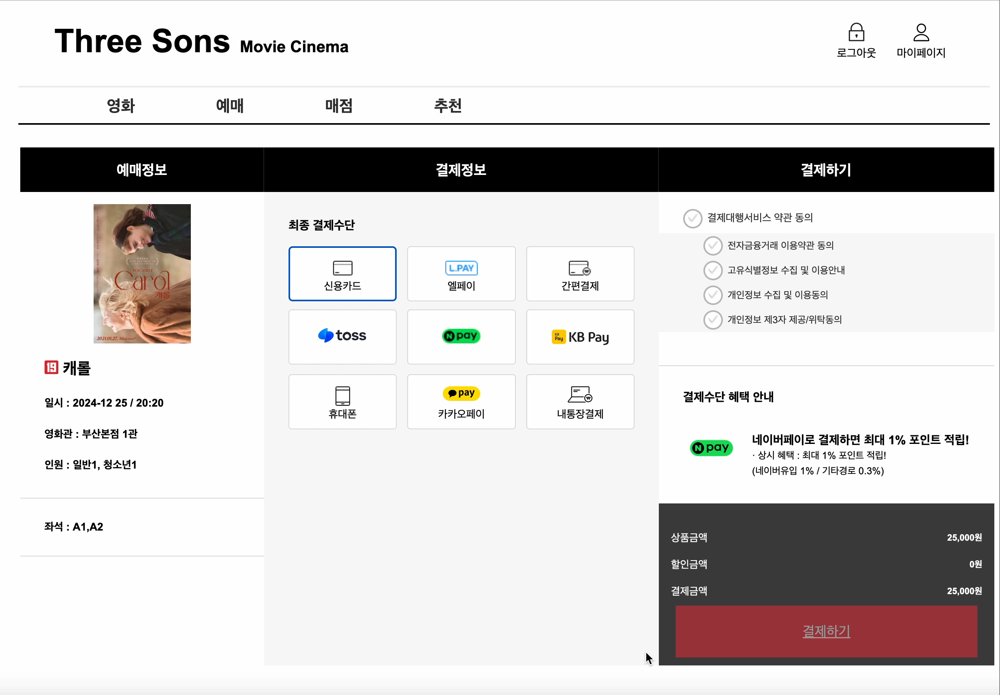 Three Sons Movie Cinema
로그아웃
마이페이지
영화
예매
매점
추천
예매정보
결제정보
결제하기
YOU AND I
Carol
캐롤
2021.01.27, Miss me?
19 캐롤
일시 : 2024-12 25 / 20:20
영화관 : 부산본점 1관
인원 : 일반1, 청소년1
좌석 : A1,A2
최종 결제수단
신용카드
L.PAY
엘페이
간편결제
toss
N pay
KB Pay KB Pay
휴대폰
pay
카카오페이
내통장결제
결제대행서비스 약관 동의
전자금융거래 이용약관 동의
고유식별정보 수집 및 이용안내
개인정보 수집 및 이용동의
개인정보 제3자 제공/위탁동의
결제수단 혜택 안내
N pay
네이버페이로 결제하면 최대 1% 포인트 적립!
· 상시 혜택 : 최대 1% 포인트 적립!
(네이버유입 1% / 기타경로 0.3%)
상품금액 25,000원
할인금액 0원
결제금액 25,000원
결제하기